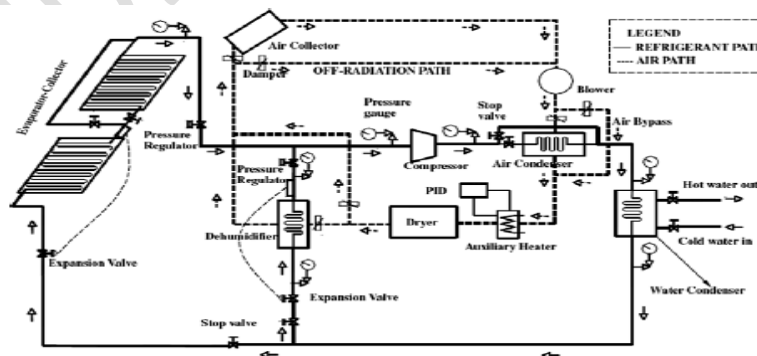 Air Collector
LEGEND
REFRIGERANT PATH
AIR PATH
Damper
OFF-RADIATION PATH
Evaporator-Collector
Blower
Pressure
gauge
Stop
valve
Air Bypass
Pressure
Regulator
Compressor
Air Condenser
Pressure
Regulator
PID
Hot water out
Dehumidifier
Dryer
Auxiliary Heater
Cold water in
Expansion Valve
Expansion Valve
Water Condenser
Stop valve